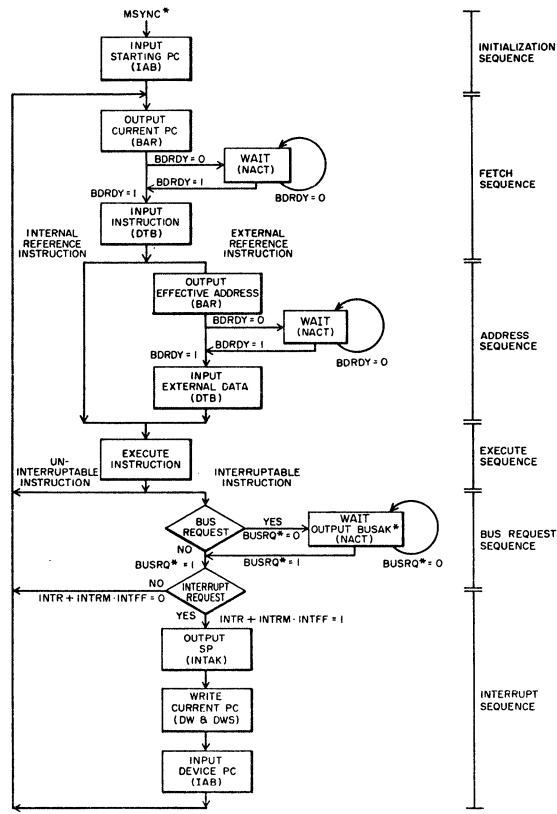 MSYNC*
INPUT
STARTING PC
(IAB)
INITIALIZATION
SEQUENCE
OUTPUT
CURRENT PC
(BAR)
BDRDY = 0
WAIT
(NACT)
BDRDY = 1
BDRDY = 0
BDRDY = 1
FETCH
SEQUENCE
INPUT
INSTRUCTION
(DTB)
INTERNAL
REFERENCE
INSTRUCTION
EXTERNAL
REFERENCE
INSTRUCTION
OUTPUT
EFFECTIVE ADDRESS
(BAR)
BDRDY = 0
WAIT
(NACT)
BDRDY = 1
BDRDY = 0
BDRDY = 1
ADDRESS
SEQUENCE
INPUT
EXTERNAL DATA
(DTB)
EXECUTE
INSTRUCTION
EXECUTE
SEQUENCE
UN-
INTERRUPTABLE
INSTRUCTION
INTERRUPTABLE
INSTRUCTION
BUS
REQUEST
YES
BUSRQ* = 0
WAIT
OUTPUT BUSAK*
(NACT)
BUS REQUEST
SEQUENCE
NO
BUSRQ* = 1
BUSRQ* = 1
BUSRQ* = 0
INTERRUPT
REQUEST
NO
INTR + INTRM · INTFF = 0
YES
INTR + INTRM · INTFF = 1
OUTPUT
SP
(INTAK)
WRITE
CURRENT PC
(DW & DWS)
INTERRUPT
SEQUENCE
INPUT
DEVICE PC
(IAB)